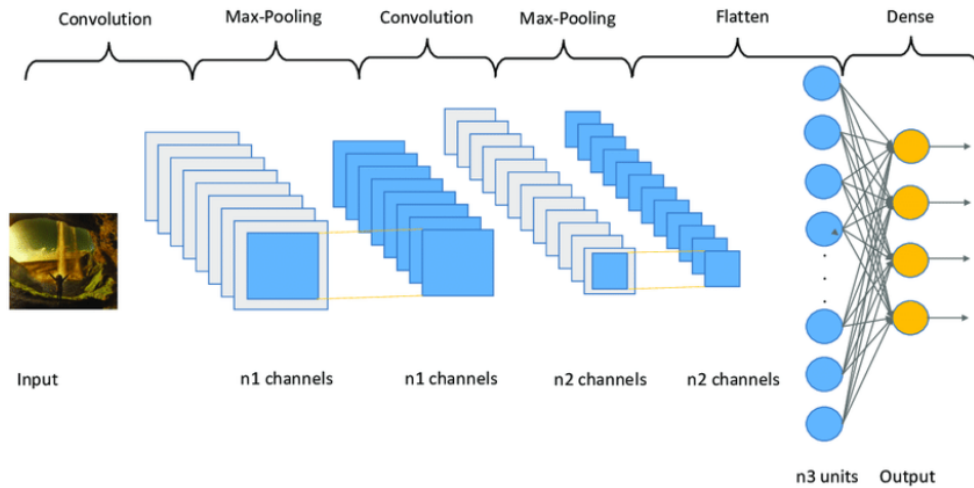 Convolution
Max-Pooling
Convolution
Max-Pooling
Flatten
Dense
Input
n1 channels
n1 channels
n2 channels
n2 channels
n3 units
Output